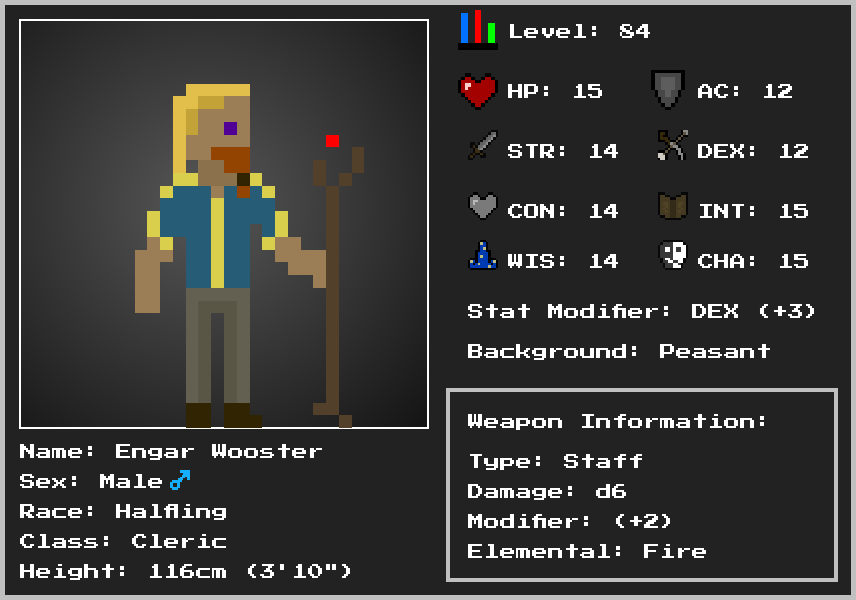 Level: 84
HP: 15 AC: 12
STR: 14 DEX: 12
CON: 14 INT: 15
WIS: 14 CHA: 15
Stat Modifier: DEX (+3)
Background: Peasant
Weapon Information:
Type: Staff
Damage: d6
Modifier: (+2)
Elemental: Fire
Name: Engar Wooster
Sex: Male ♂
Race: Halfling
Class: Cleric
Height: 116cm (3'10")